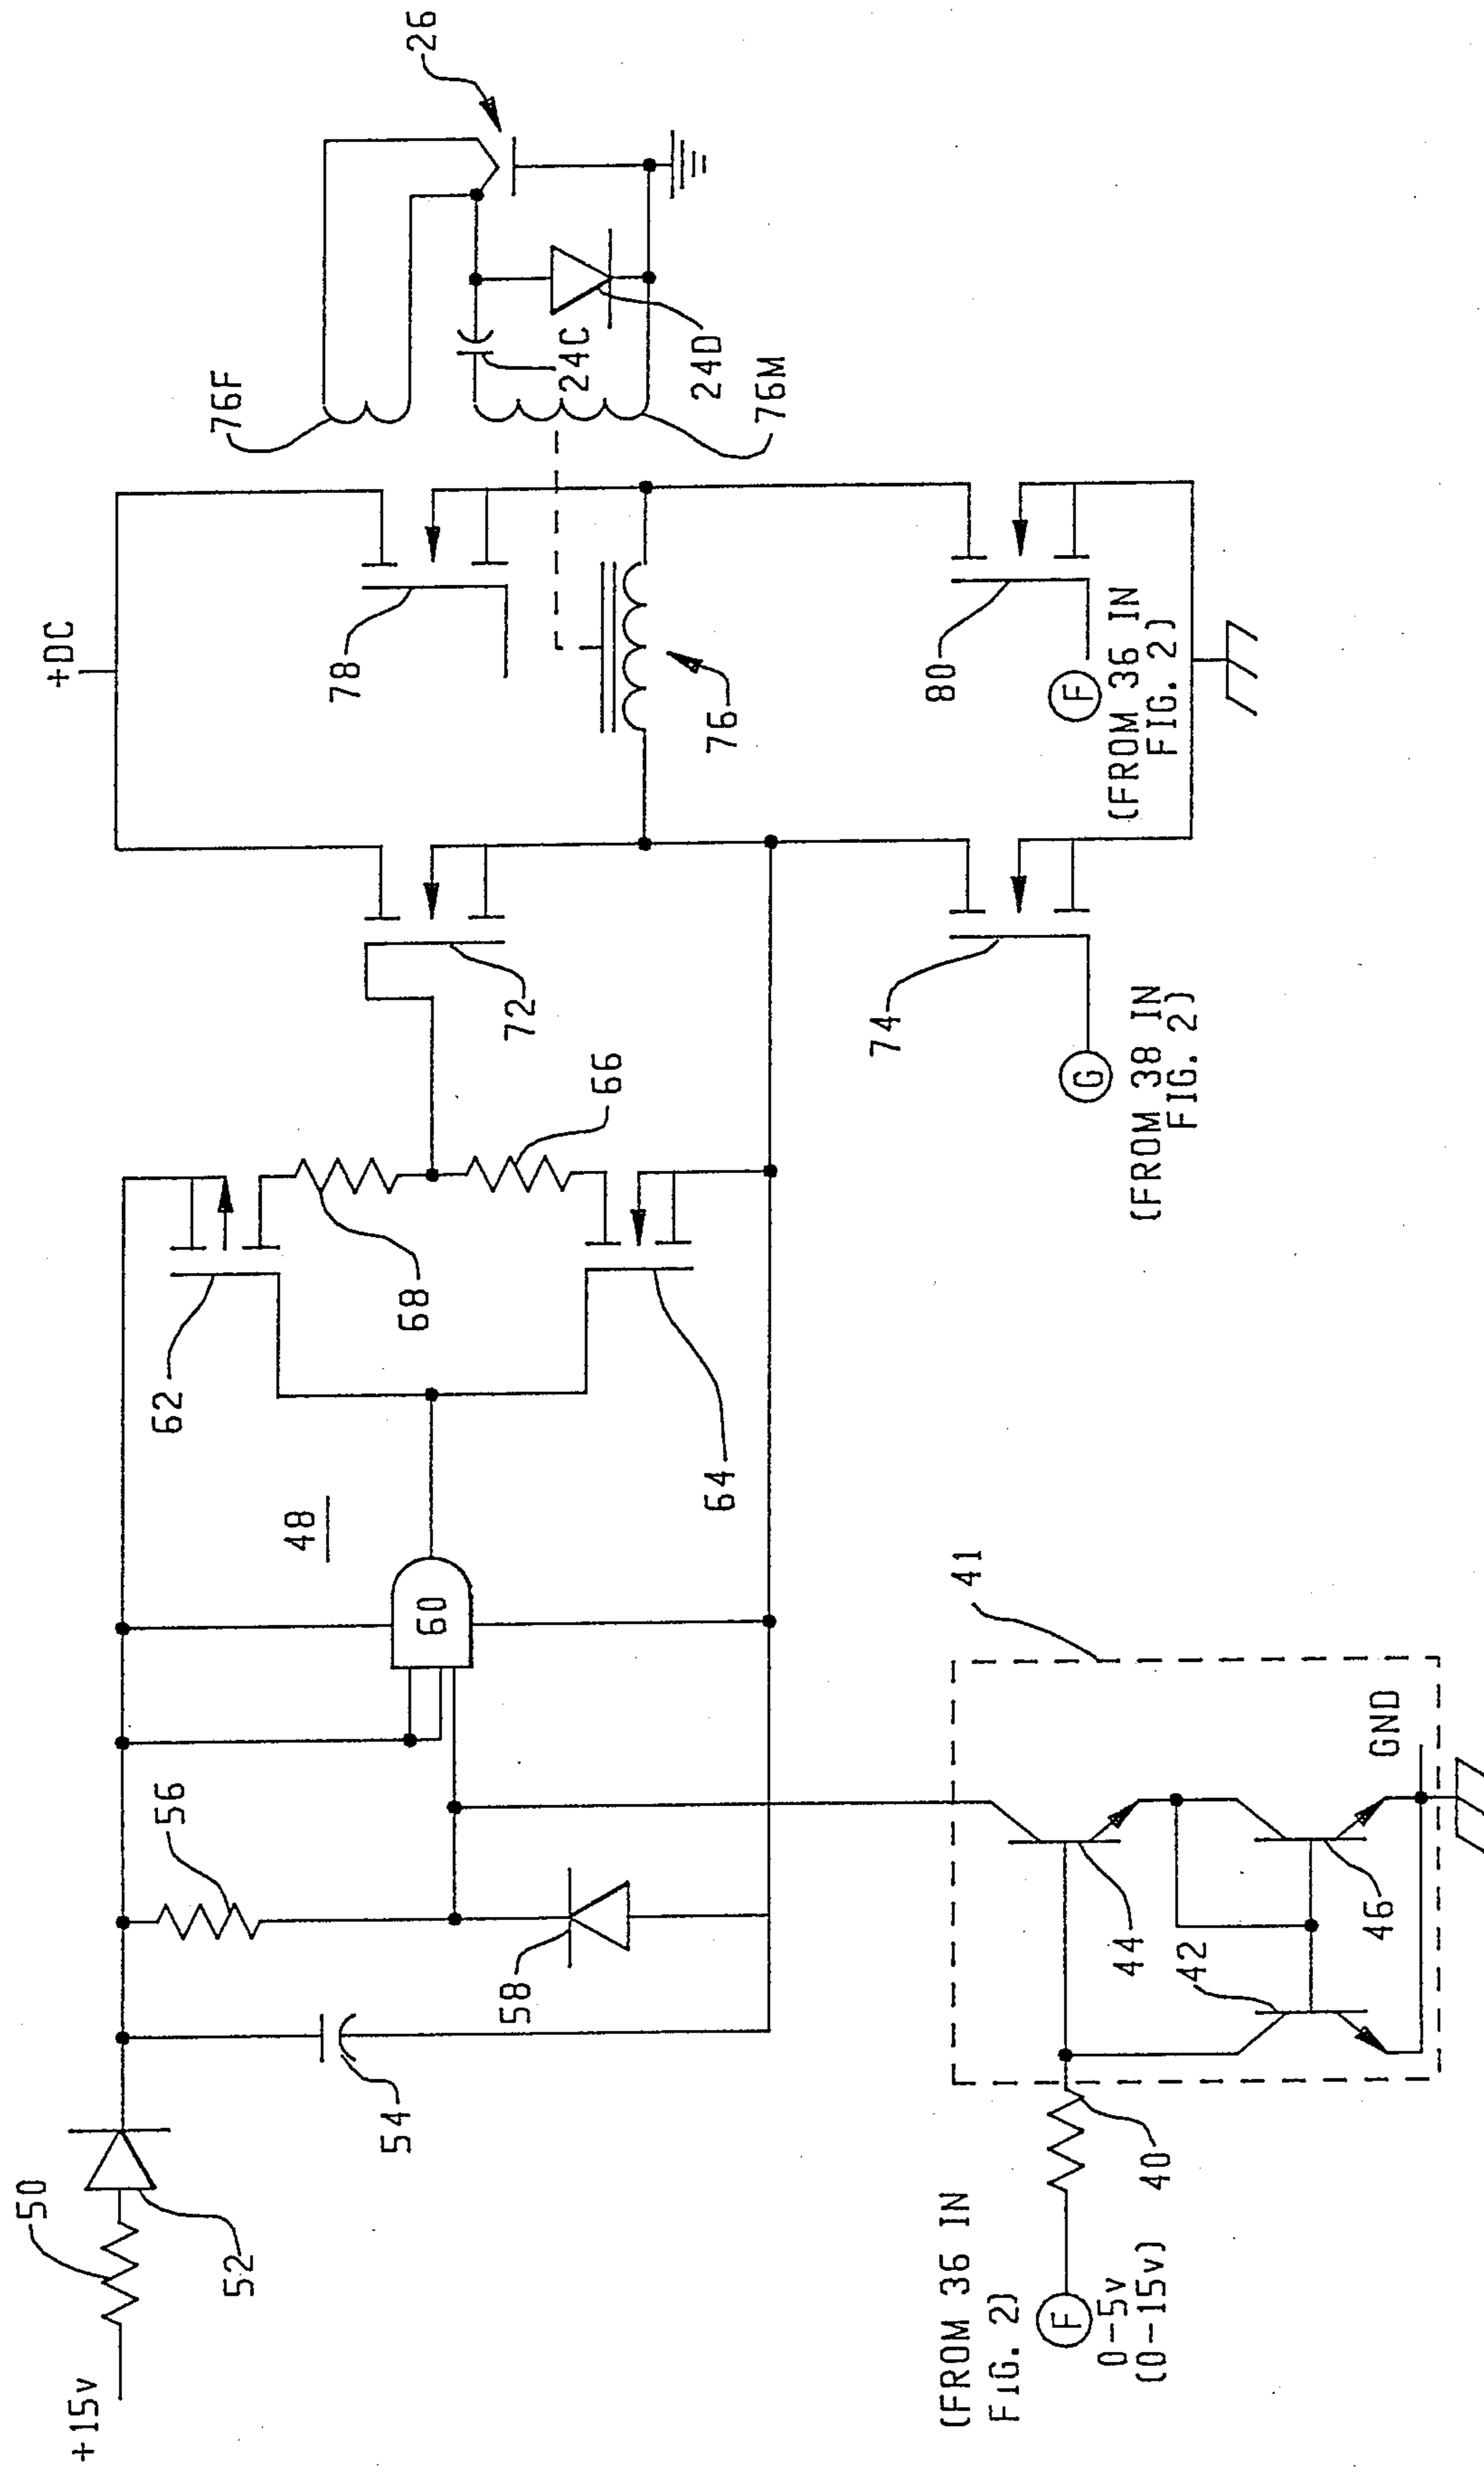 +DC
76F
26
78
24C
24D
76M
76
72
66
68
62
64
48
60
56
58
50
52
54
+15v
74
80
F
(FROM 36 IN
FIG. 2)
G
(FROM 38 IN
FIG. 2)
41
GND
44
46
42
40
(FROM 36 IN
FIG. 2)
F
0-5v
(0-15v)